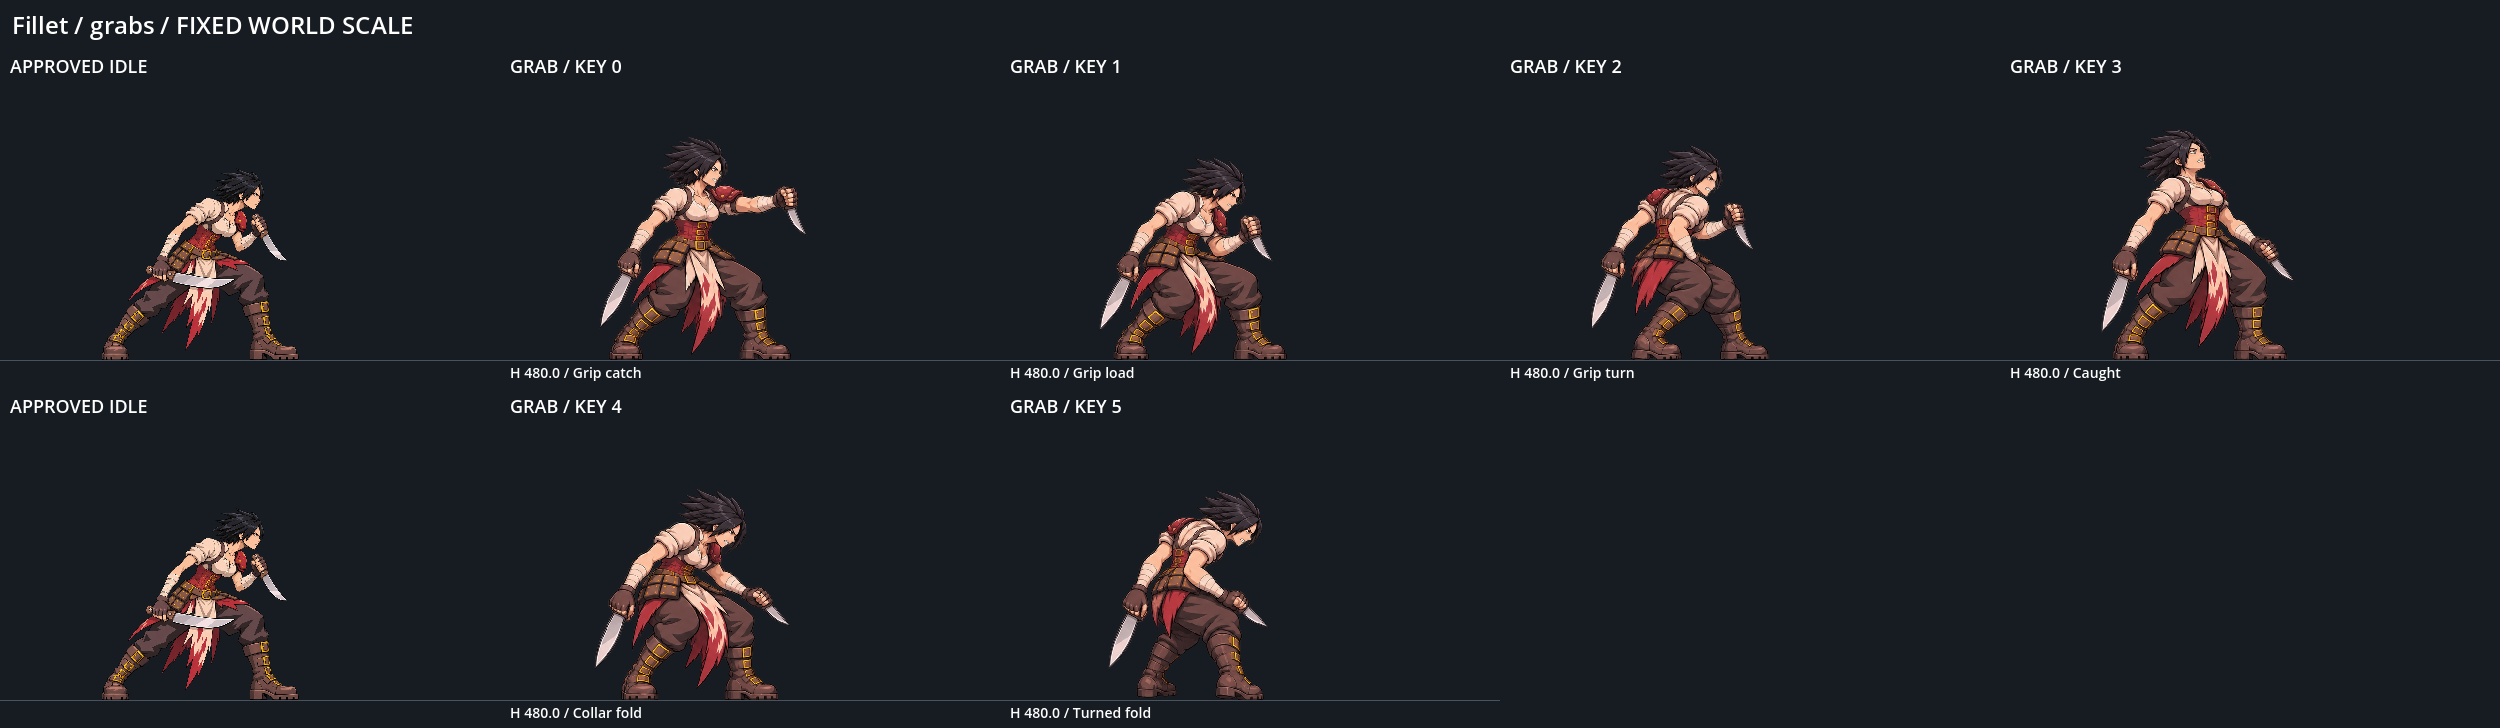 Fillet / grabs / FIXED WORLD SCALE
APPROVED IDLE
GRAB / KEY 0
GRAB / KEY 1
GRAB / KEY 2
GRAB / KEY 3
H 480.0 / Grip catch
H 480.0 / Grip load
H 480.0 / Grip turn
H 480.0 / Caught
APPROVED IDLE
GRAB / KEY 4
GRAB / KEY 5
H 480.0 / Collar fold
H 480.0 / Turned fold